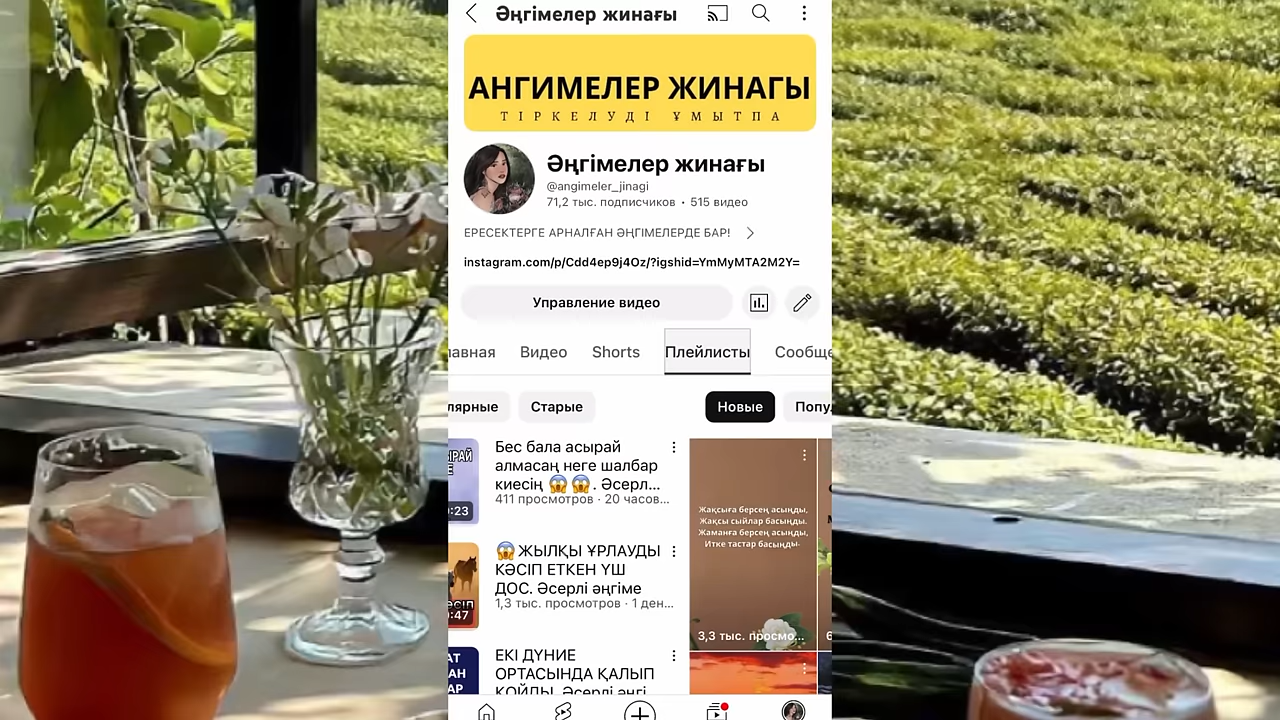 Әңгімелер жинағы
АНГИМЕЛЕР ЖИНАГЫ
ТІРКЕЛУДІ ҰМЫТПА
Әңгімелер жинағы
@angimeler_jinagi
71,2 тыс. подписчиков • 515 видео
ЕРЕСЕКТЕРГЕ АРНАЛҒАН ӘҢГІМЕЛЕРДЕ БАР!
instagram.com/p/Cdd4ep9j4Oz/?igshid=YmMyMTA2M2Y=
Управление видео
лавная Видео Shorts Плейлисты Сообще
лярные Старые Новые Попу
Бес бала асырай
алмасаң неге шалбар
киесің 😱😱. Әсерл...
411 просмотров · 20 часов...
:23
😱ЖЫЛҚЫ ҰРЛАУДЫ
КӘСІП ЕТКЕН ҮШ
ДОС. Әсерлі әңгіме
1,3 тыс. просмотров · 1 ден...
:47
ЕКІ ДҮНИЕ
ОРТАСЫНДА ҚАЛЫП
ҚОЙДЫ. Әсерлі әңгі
Жақсыға берсең асыңды,
Жақсы сыйлар басыңды.
Жаманға берсең асыңды,
Итке тастар басыңды-
3,3 тыс. просмо...